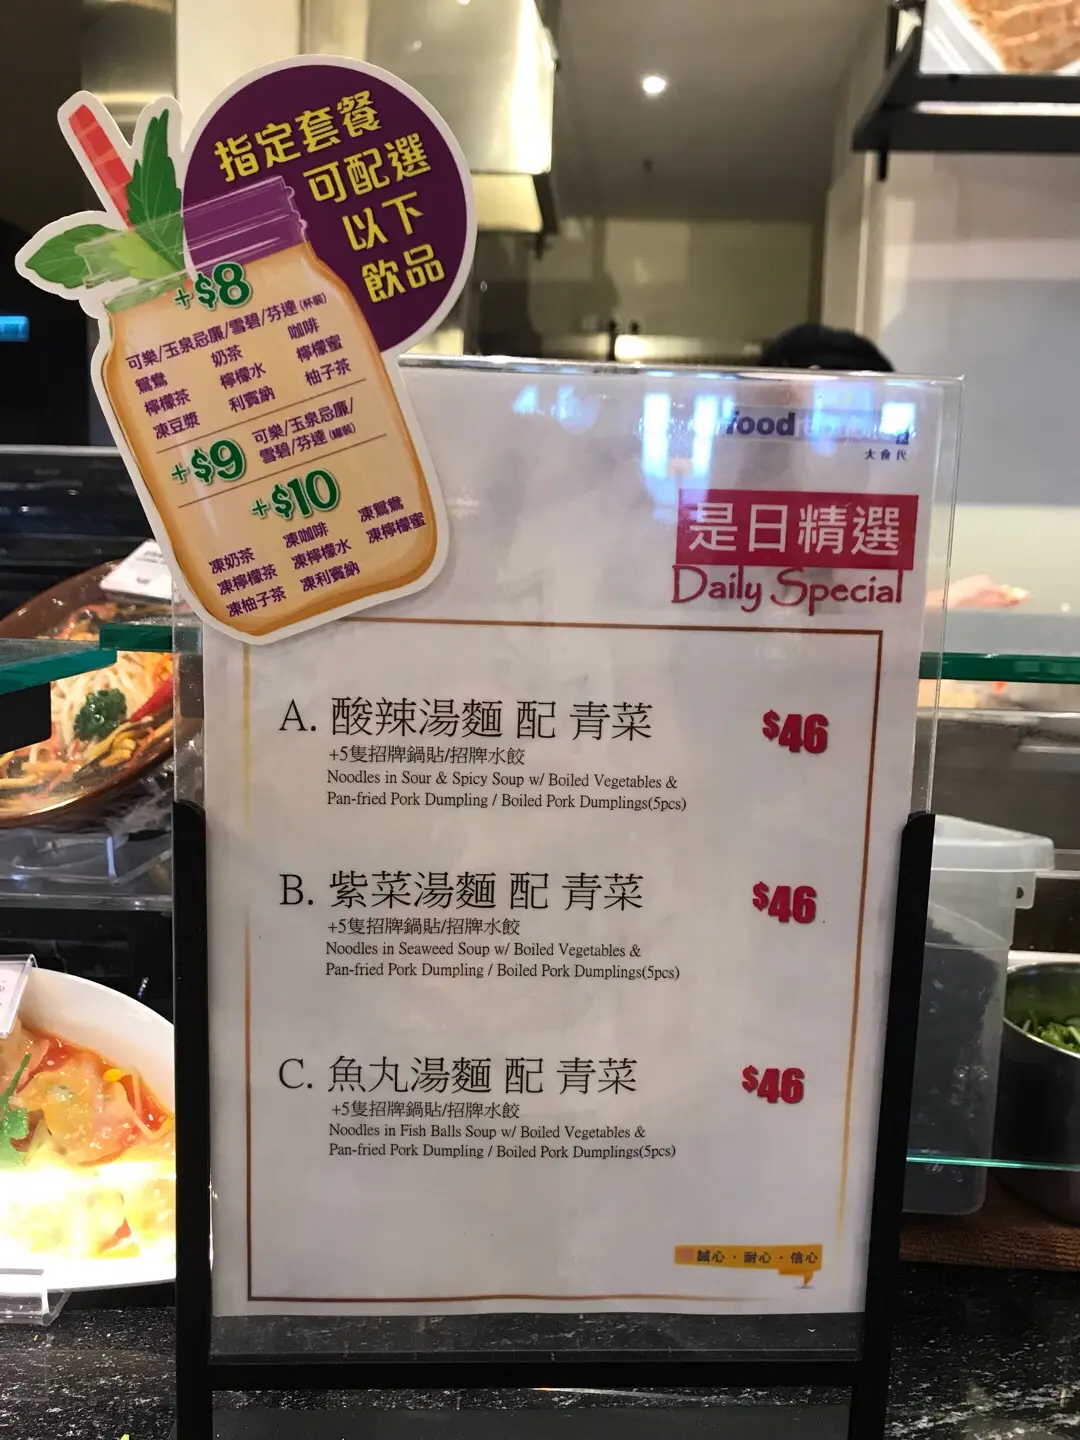 指定套餐
可配選
以下
飲品
+$8
可樂/玉泉忌廉/雪碧/芬達(杯裝)
鴛鴦 奶茶 咖啡
檸檬茶 檸檬水 檸檬蜜
凍豆漿 利賓納 柚子茶
+$9 可樂/玉泉忌廉/
雪碧/芬達(罐裝)
+$10
凍奶茶 凍咖啡 凍鴛鴦
凍檸檬茶 凍檸檬水 凍檸檬蜜
凍柚子茶 凍利賓納
food republic
大食代
是日精選
Daily Special
A. 酸辣湯麵 配 青菜 $46
+5隻招牌鍋貼/招牌水餃
Noodles in Sour & Spicy Soup w/ Boiled Vegetables &
Pan-fried Pork Dumpling / Boiled Pork Dumplings(5pcs)
B. 紫菜湯麵 配 青菜 $46
+5隻招牌鍋貼/招牌水餃
Noodles in Seaweed Soup w/ Boiled Vegetables &
Pan-fried Pork Dumpling / Boiled Pork Dumplings(5pcs)
C. 魚丸湯麵 配 青菜 $46
+5隻招牌鍋貼/招牌水餃
Noodles in Fish Balls Soup w/ Boiled Vegetables &
Pan-fried Pork Dumpling / Boiled Pork Dumplings(5pcs)
誠心・耐心・信心